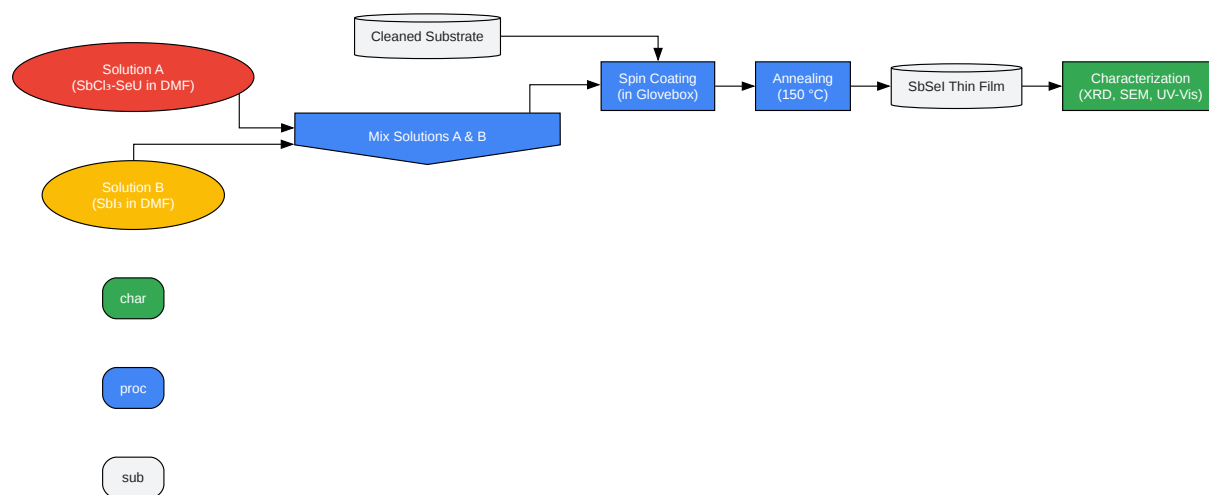 Cleaned Substrate
Solution A
(SbCl₃-SeU in DMF)
Spin Coating
(in Glovebox)
Annealing
(150 °C)
SbSeI Thin Film
Characterization
(XRD, SEM, UV-Vis)
Mix Solutions A & B
Solution B
(SbI₃ in DMF)
char
proc
sub